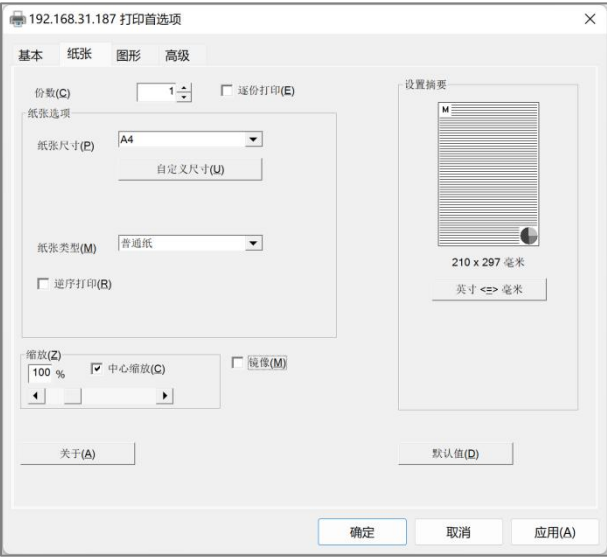 192.168.31.187 打印首选项
基本 纸张 图形 高级
份数(C) 1 逐份打印(E)
纸张选项
纸张尺寸(P) A4
自定义尺寸(U)
纸张类型(M) 普通纸
逆序打印(R)
缩放(Z)
100 % 中心缩放(C)
镜像(M)
设置摘要
M
210 x 297 毫米
英寸 <=> 毫米
关于(A)
默认值(D)
确定 取消 应用(A)